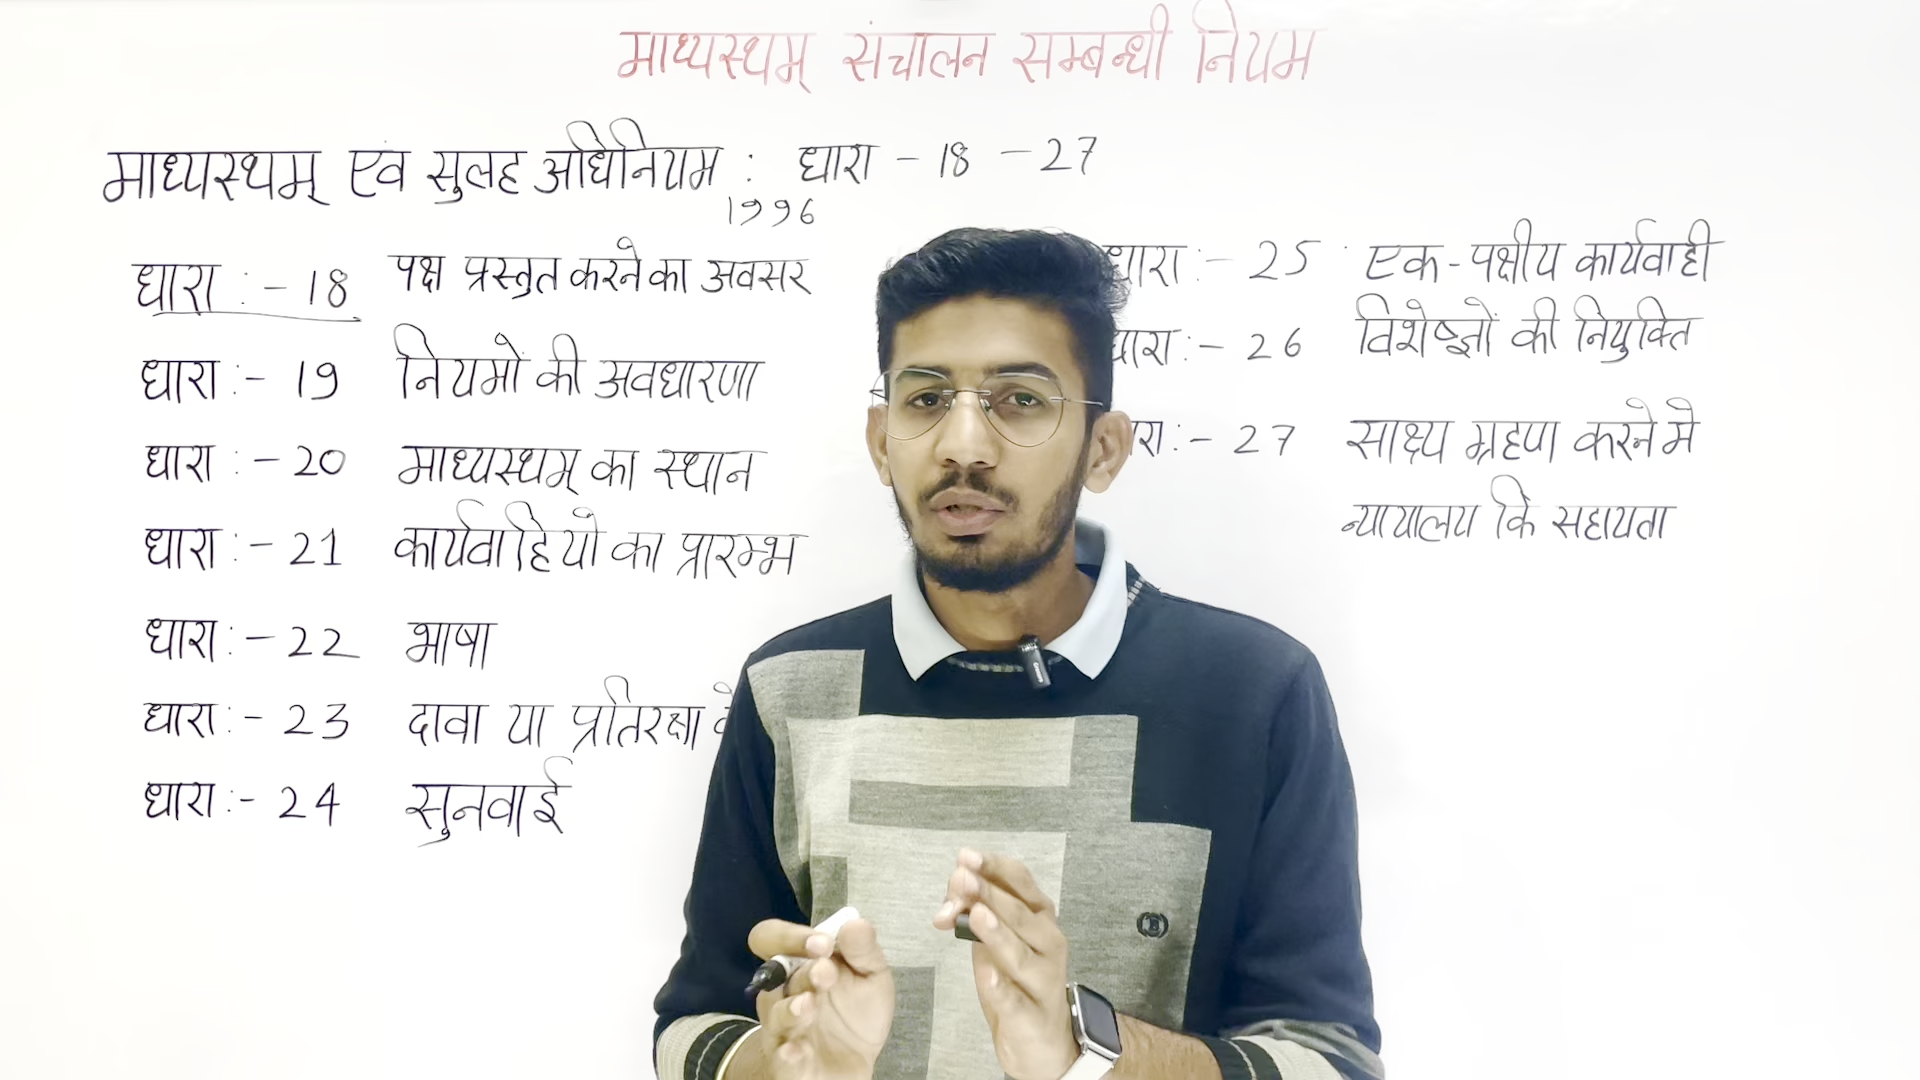 माध्यस्थम् संचालन सम्बन्धी नियम
माध्यस्थम् एवं सुलह अधिनियम : धारा - 18 - 27
1996
धारा :- 18 पक्ष प्रस्तुत करने का अवसर
धारा :- 19 नियमो की अवधारणा
धारा :- 20 माध्यस्थम् का स्थान
धारा :- 21 कार्यवाहियो का प्रारम्भ
धारा :- 22 भाषा
धारा :- 23 दावा या प्रतिरक्षा
धारा :- 24 सुनवाई
धारा :- 25 एक-पक्षीय कार्यवाही
धारा :- 26 विशेष्ज्ञों की नियुक्ति
:- 27 साक्ष्य ग्रहण करने मे
न्यायालय कि सहायता